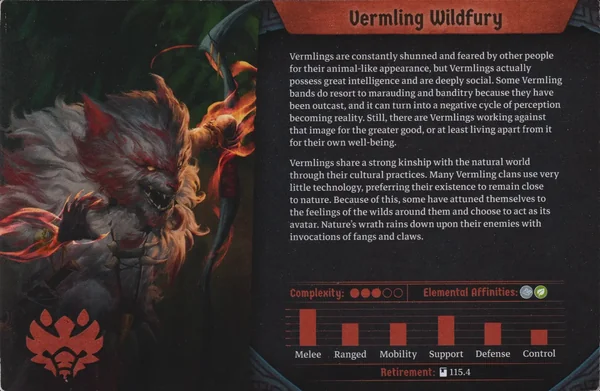 Vermling Wildfury
Vermlings are constantly shunned and feared by other people
for their animal-like appearance, but Vermlings actually
possess great intelligence and are deeply social. Some Vermling
bands do resort to marauding and banditry because they have
been outcast, and it can turn into a negative cycle of perception
becoming reality. Still, there are Vermlings working against
that image for the greater good, or at least living apart from it
for their own well-being.
Vermlings share a strong kinship with the natural world
through their cultural practices. Many Vermling clans use very
little technology, preferring their existence to remain close
to nature. Because of this, some have attuned themselves to
the feelings of the wilds around them and choose to act as its
avatar. Nature's wrath rains down upon their enemies with
invocations of fangs and claws.
Complexity: Elemental Affinities:
Melee Ranged Mobility Support Defense Control
Retirement: 115.4